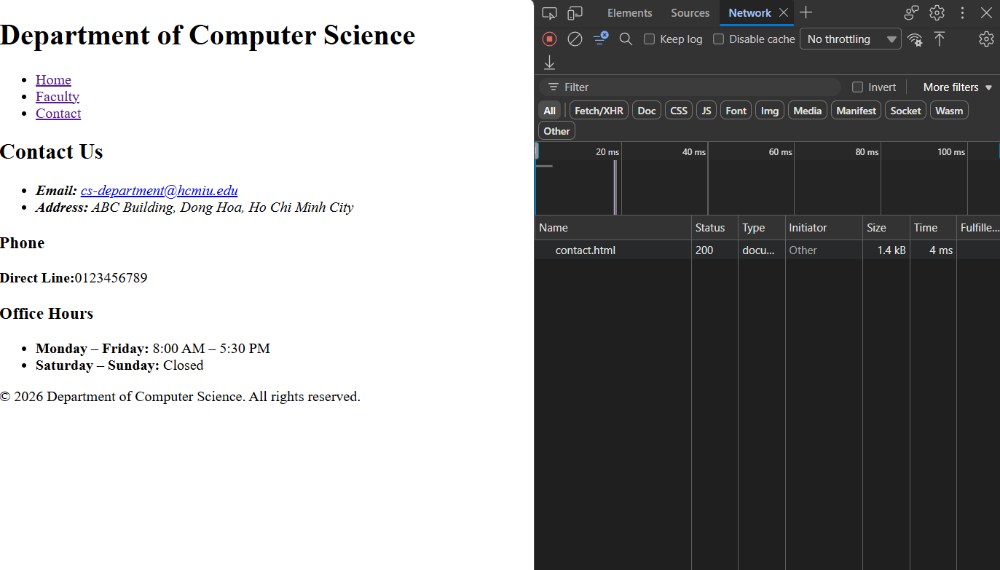 Department of Computer Science
Home
Faculty
Contact
Contact Us
Email: cs-department@hcmiu.edu
Address: ABC Building, Dong Hoa, Ho Chi Minh City
Phone
Direct Line:0123456789
Office Hours
Monday – Friday: 8:00 AM – 5:30 PM
Saturday – Sunday: Closed
© 2026 Department of Computer Science. All rights reserved.
Elements Sources Network
Keep log Disable cache No throttling
Filter Invert More filters
All Fetch/XHR Doc CSS JS Font Img Media Manifest Socket Wasm
Other
20 ms 40 ms 60 ms 80 ms 100 ms
Name Status Type Initiator Size Time Fulfille...
contact.html 200 docu... Other 1.4 kB 4 ms